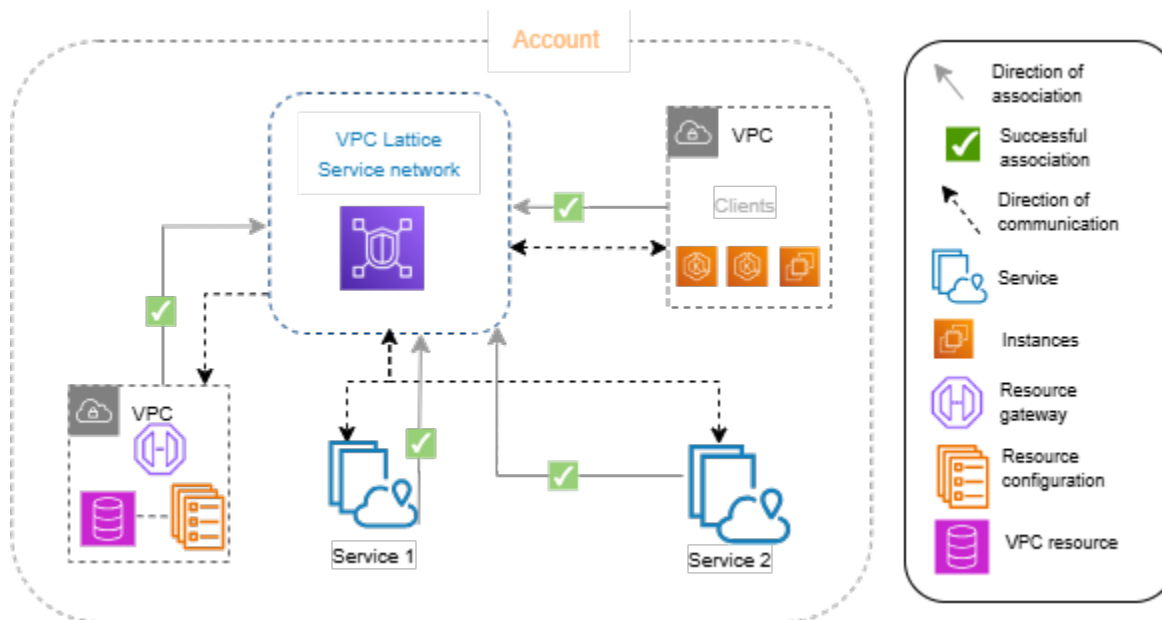 Account
VPC Lattice
Service network
VPC
Clients
VPC
Service 1
Service 2
Direction of
association
Successful
association
Direction of
communication
Service
Instances
Resource
gateway
Resource
configuration
VPC resource